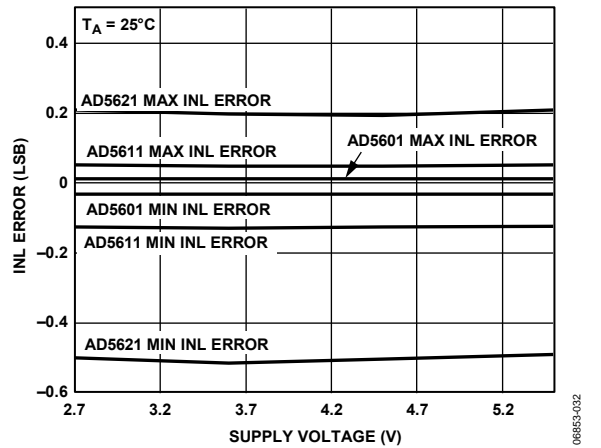 T_A = 25°C
0.4
0.2
0
–0.2
–0.4
–0.6
INL ERROR (LSB)
AD5621 MAX INL ERROR
AD5601 MAX INL ERROR
AD5611 MAX INL ERROR
AD5601 MIN INL ERROR
AD5611 MIN INL ERROR
AD5621 MIN INL ERROR
2.7 3.2 3.7 4.2 4.7 5.2
SUPPLY VOLTAGE (V)
06853-032